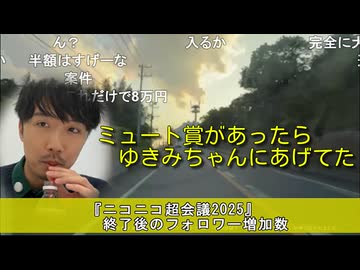 ん？
入るか
完全に大
半額はすげーな
案件
これだけで8万円
ミュート賞があったら
ゆきみちゃんにあげてた
『ニコニコ超会議2025』
終了後のフォロワー増加数